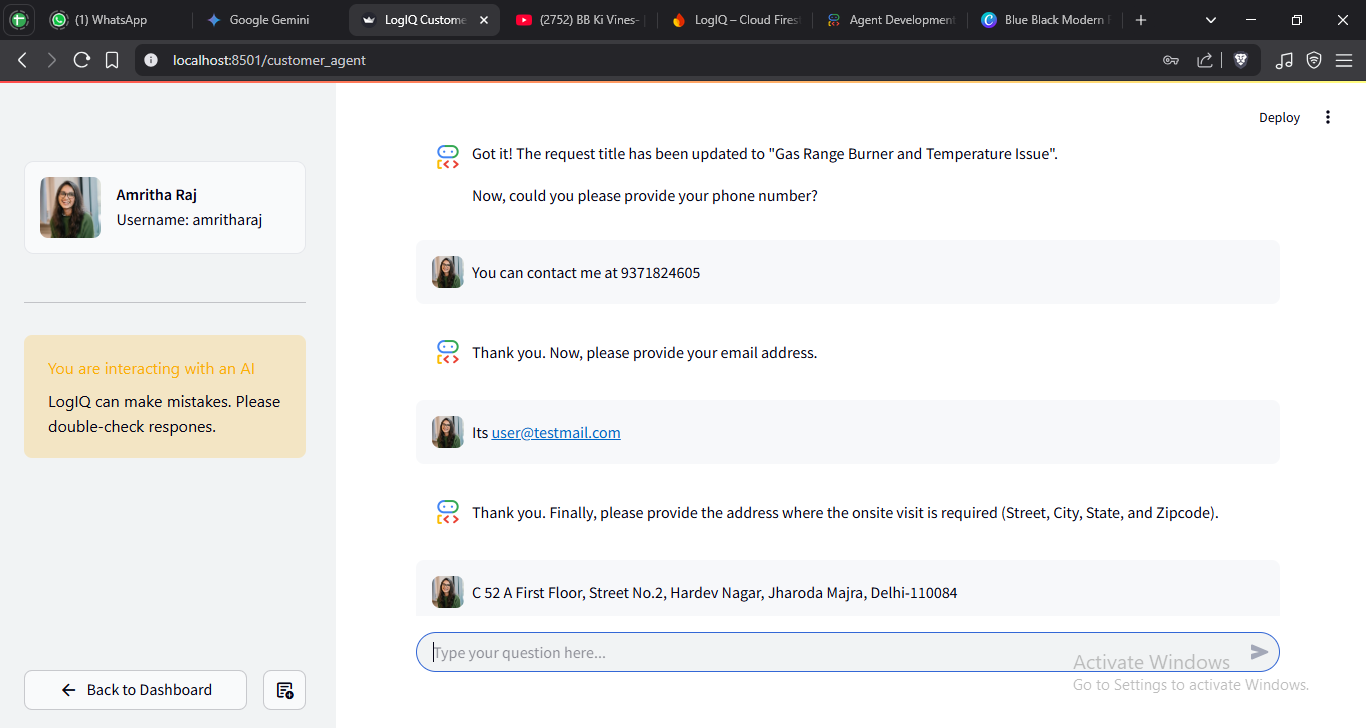 (1) WhatsApp
Google Gemini
LogIQ Custome
(2752) BB Ki Vines-
LogIQ – Cloud Firest
Agent Development
Blue Black Modern
localhost:8501/customer_agent
Deploy
Amritha Raj
Username: amritharaj
You are interacting with an AI
LogIQ can make mistakes. Please
double-check respones.
Back to Dashboard
Got it! The request title has been updated to "Gas Range Burner and Temperature Issue".
Now, could you please provide your phone number?
You can contact me at 9371824605
Thank you. Now, please provide your email address.
Its user@testmail.com
Thank you. Finally, please provide the address where the onsite visit is required (Street, City, State, and Zipcode).
C 52 A First Floor, Street No.2, Hardev Nagar, Jharoda Majra, Delhi-110084
Type your question here...
Activate Windows
Go to Settings to activate Windows.